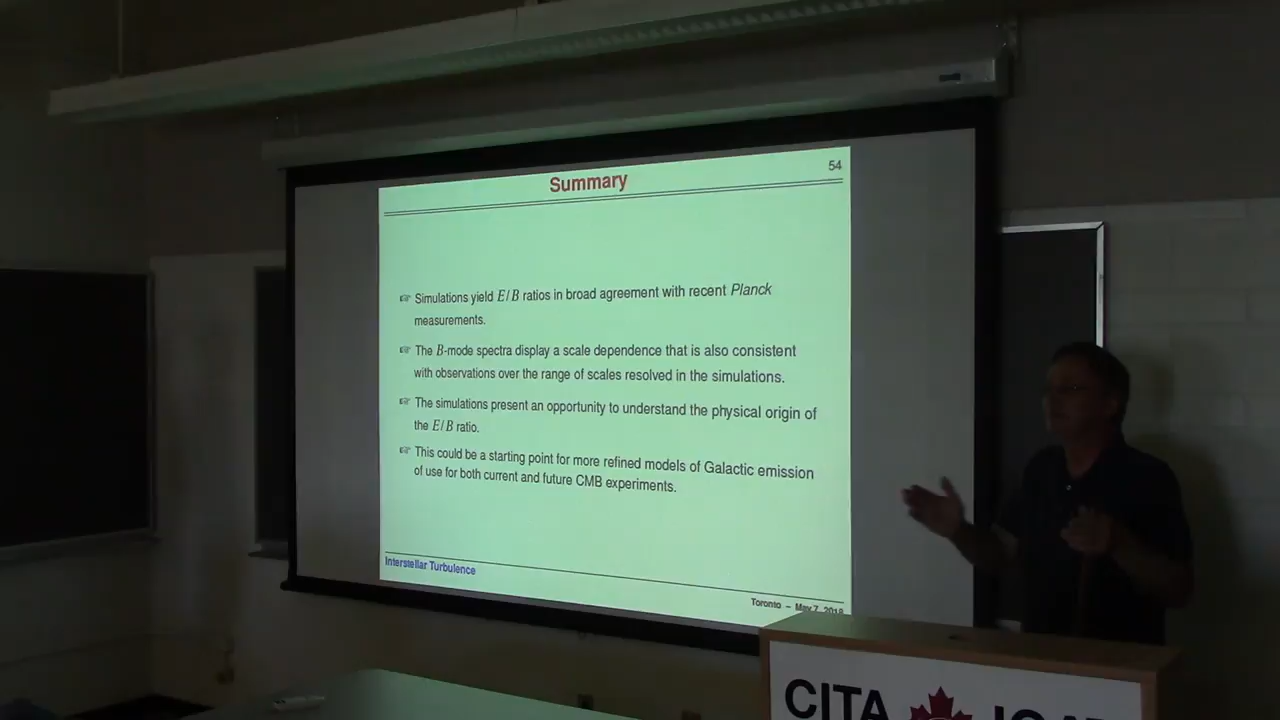 54
Summary
☞ Simulations yield E/B ratios in broad agreement with recent Planck
measurements.
☞ The B-mode spectra display a scale dependence that is also consistent
with observations over the range of scales resolved in the simulations.
☞ The simulations present an opportunity to understand the physical origin of
the E/B ratio.
☞ This could be a starting point for more refined models of Galactic emission
of use for both current and future CMB experiments.
Interstellar Turbulence
Toronto – May 7, 2018
CITA